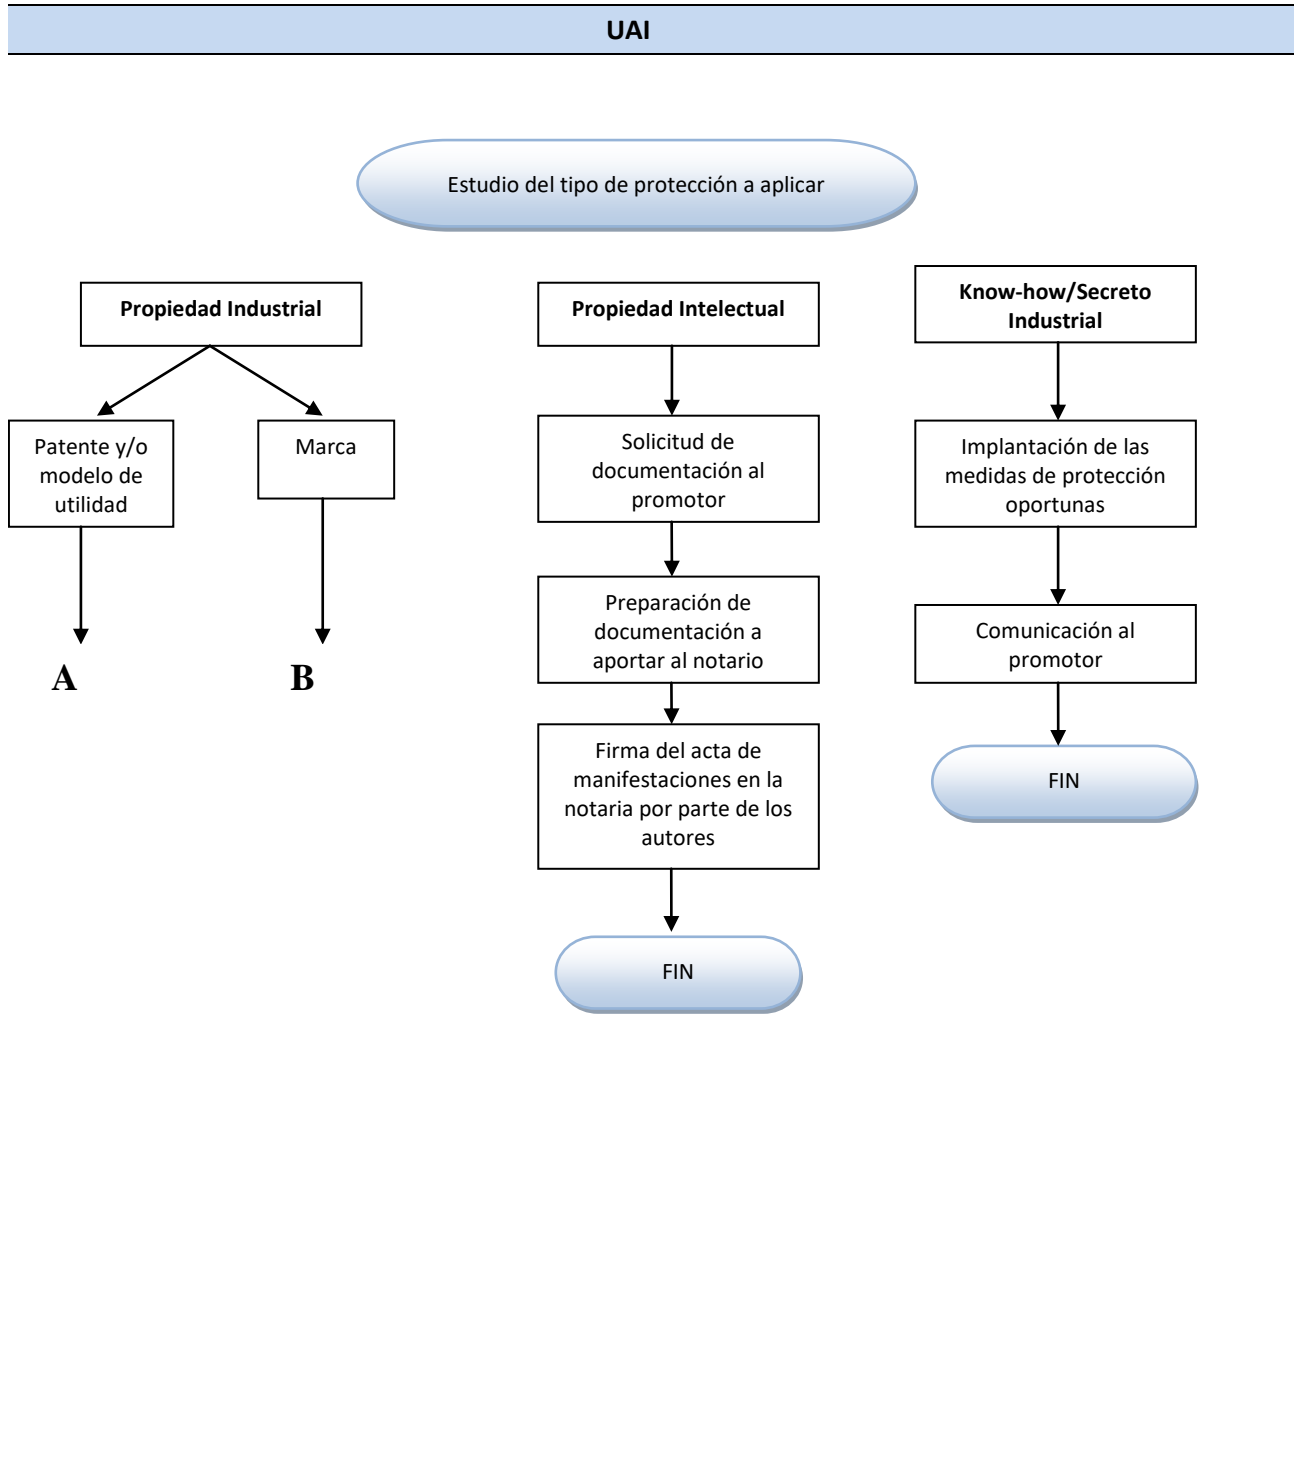 UAI
Estudio del tipo de protección a aplicar
Propiedad Industrial
Patente y/o
modelo de
utilidad
A
Marca
B
Propiedad Intelectual
Solicitud de
documentación al
promotor
Preparación de
documentación a
aportar al notario
Firma del acta de
manifestaciones en la
notaria por parte de los
autores
FIN
Know-how/Secreto
Industrial
Implantación de las
medidas de protección
oportunas
Comunicación al
promotor
FIN